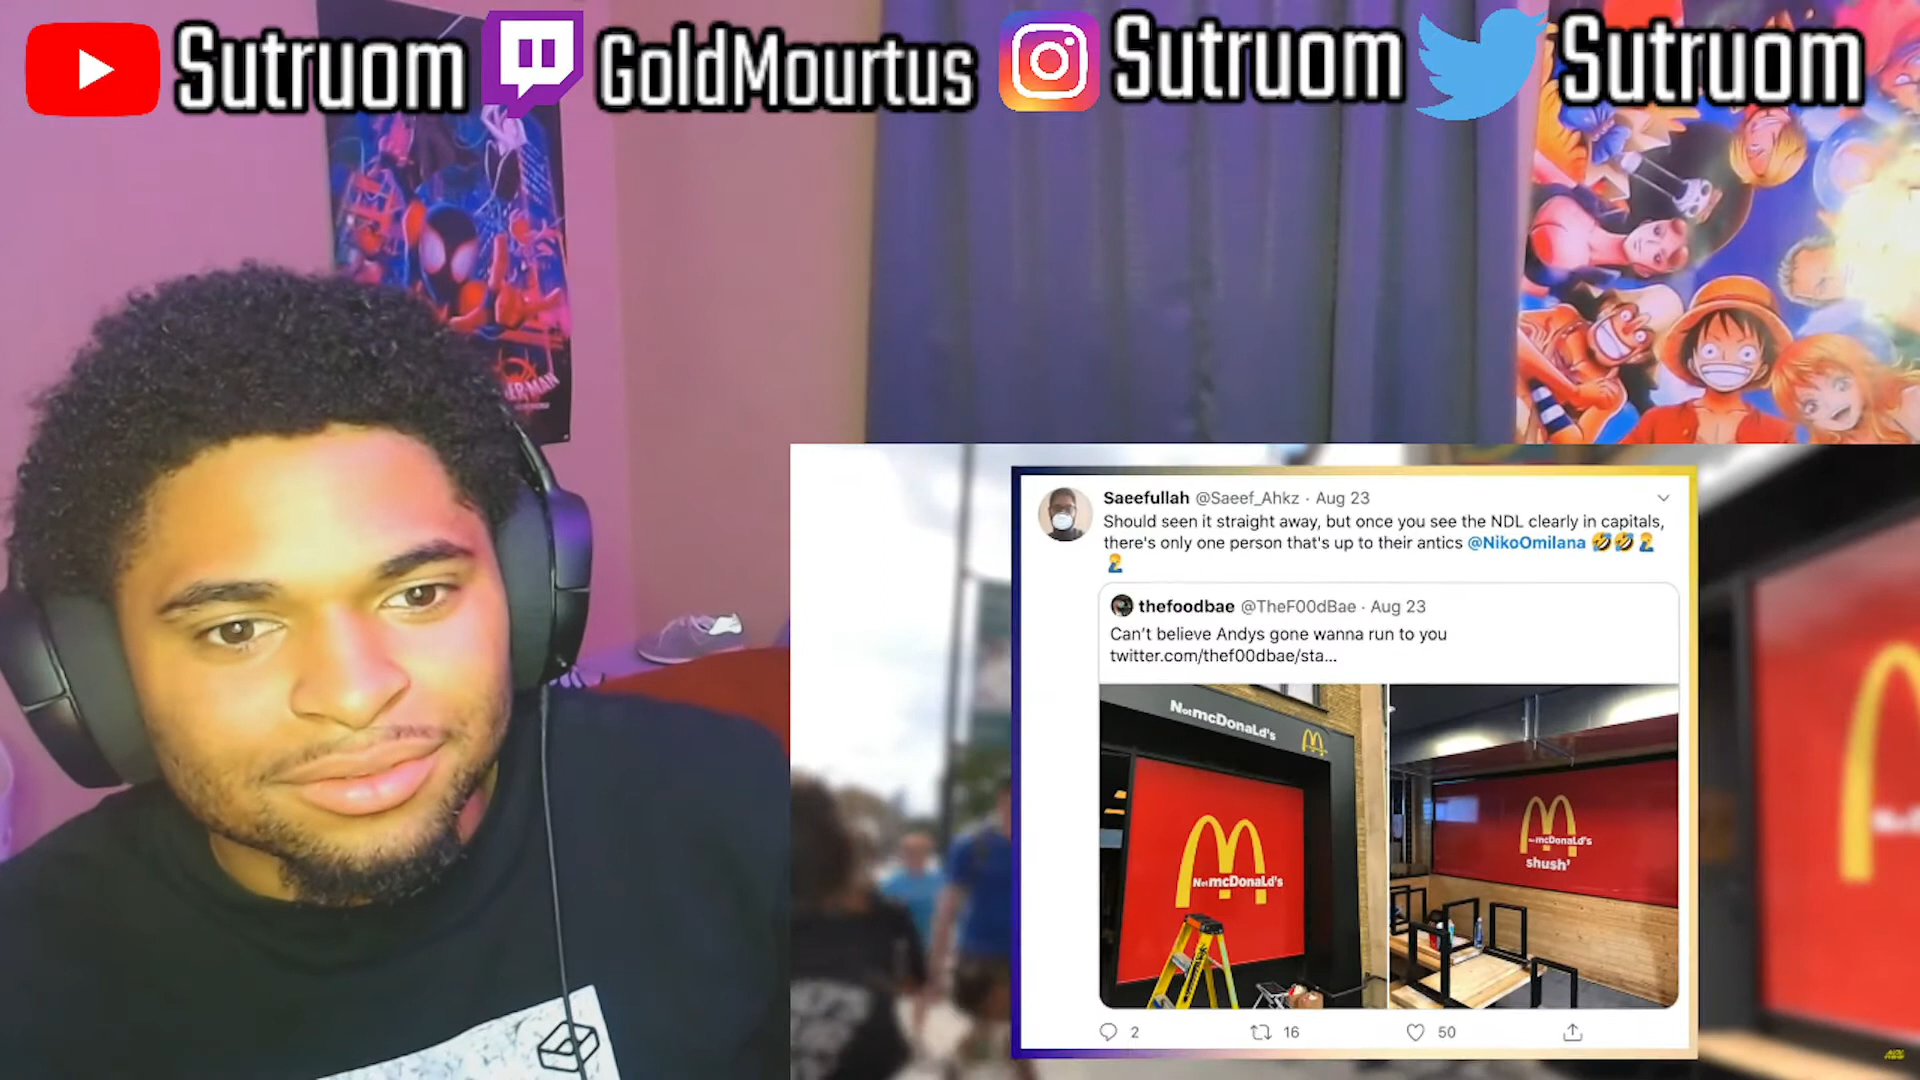 Sutruom
GoldMourtus
Sutruom
Sutruom
Saeefullah @Saeef_Ahkz · Aug 23
Should seen it straight away, but once you see the NDL clearly in capitals,
there's only one person that's up to their antics @NikoOmilana 🤣🤣🤦‍♂️
🤦‍♂️
thefoodbae @TheF00dBae · Aug 23
Can't believe Andys gone wanna run to you
twitter.com/thef00dbae/sta...
NotmcDonaLd's
NotmcDonaLd's
NotmcDonaLd's
shush'
2
16
50